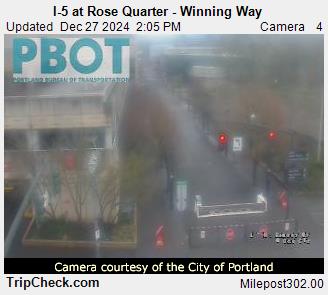 I-5 at Rose Quarter - Winning Way
Updated Dec 27 2024 2:05 PM Camera 4
PBOT
PORTLAND BUREAU OF TRANSPORTATION
Camera courtesy of the City of Portland
TripCheck.com Milepost302.00